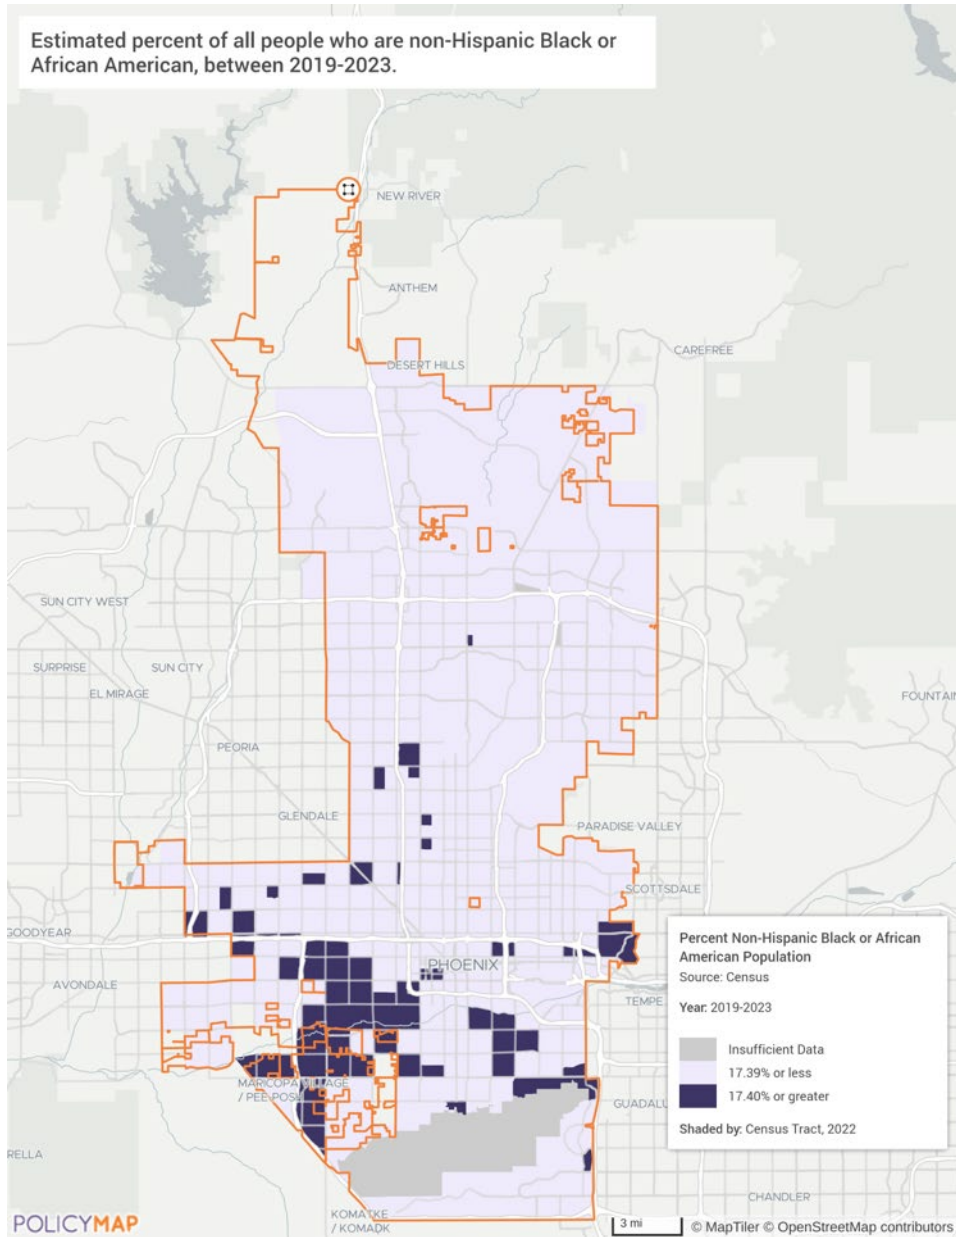 Estimated percent of all people who are non-Hispanic Black or
African American, between 2019-2023.
NEW RIVER
ANTHEM
CAREFREE
DESERT HILLS
SUN CITY WEST
SURPRISE
SUN CITY
EL MIRAGE
FOUNTAIN
PEORIA
GLENDALE
PARADISE VALLEY
SCOTTSDALE
GOODYEAR
PHOENIX
AVONDALE
TEMPE
MARICOPA VILLAGE
/ PEE-POSH
GUADALU
RELLA
CHANDLER
KOMATKE
/ KOMADK
Percent Non-Hispanic Black or African
American Population
Source: Census
Year: 2019-2023
Insufficient Data
17.39% or less
17.40% or greater
Shaded by: Census Tract, 2022
POLICYMAP
3 mi
© MapTiler © OpenStreetMap contributors